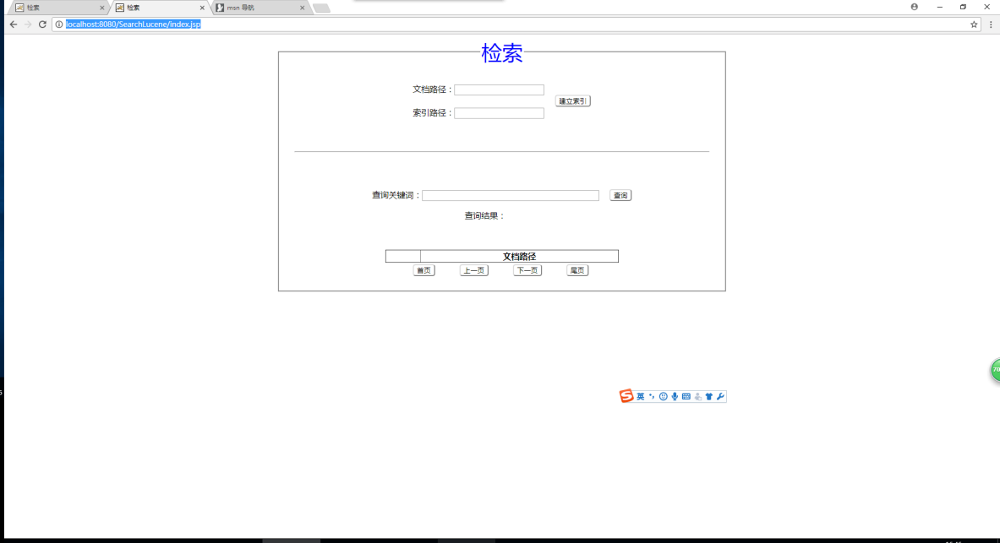 检索
检索
msn 导航
localhost:8080/SearchLucene/index.jsp
检索
文档路径：
建立索引
索引路径：
查询关键词：
查询
查询结果：
文档路径
首页 上一页 下一页 尾页
70
英